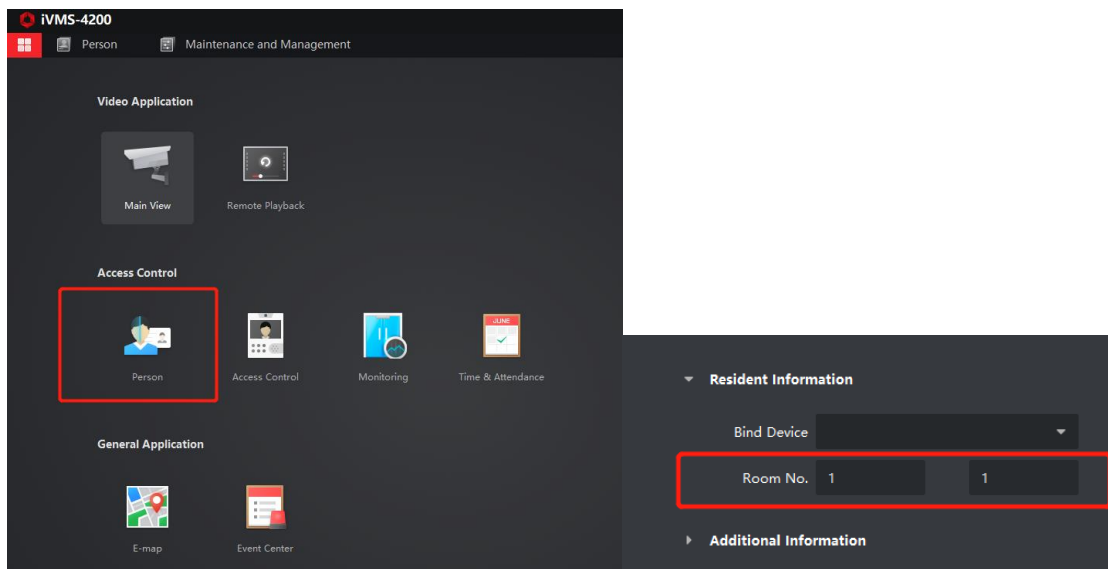 iVMS-4200
Person Maintenance and Management
Video Application
Main View Remote Playback
Access Control
JUNE
Person Access Control Monitoring Time & Attendance
General Application
E-map Event Center
Resident Information
Bind Device
Room No. 1 1
Additional Information